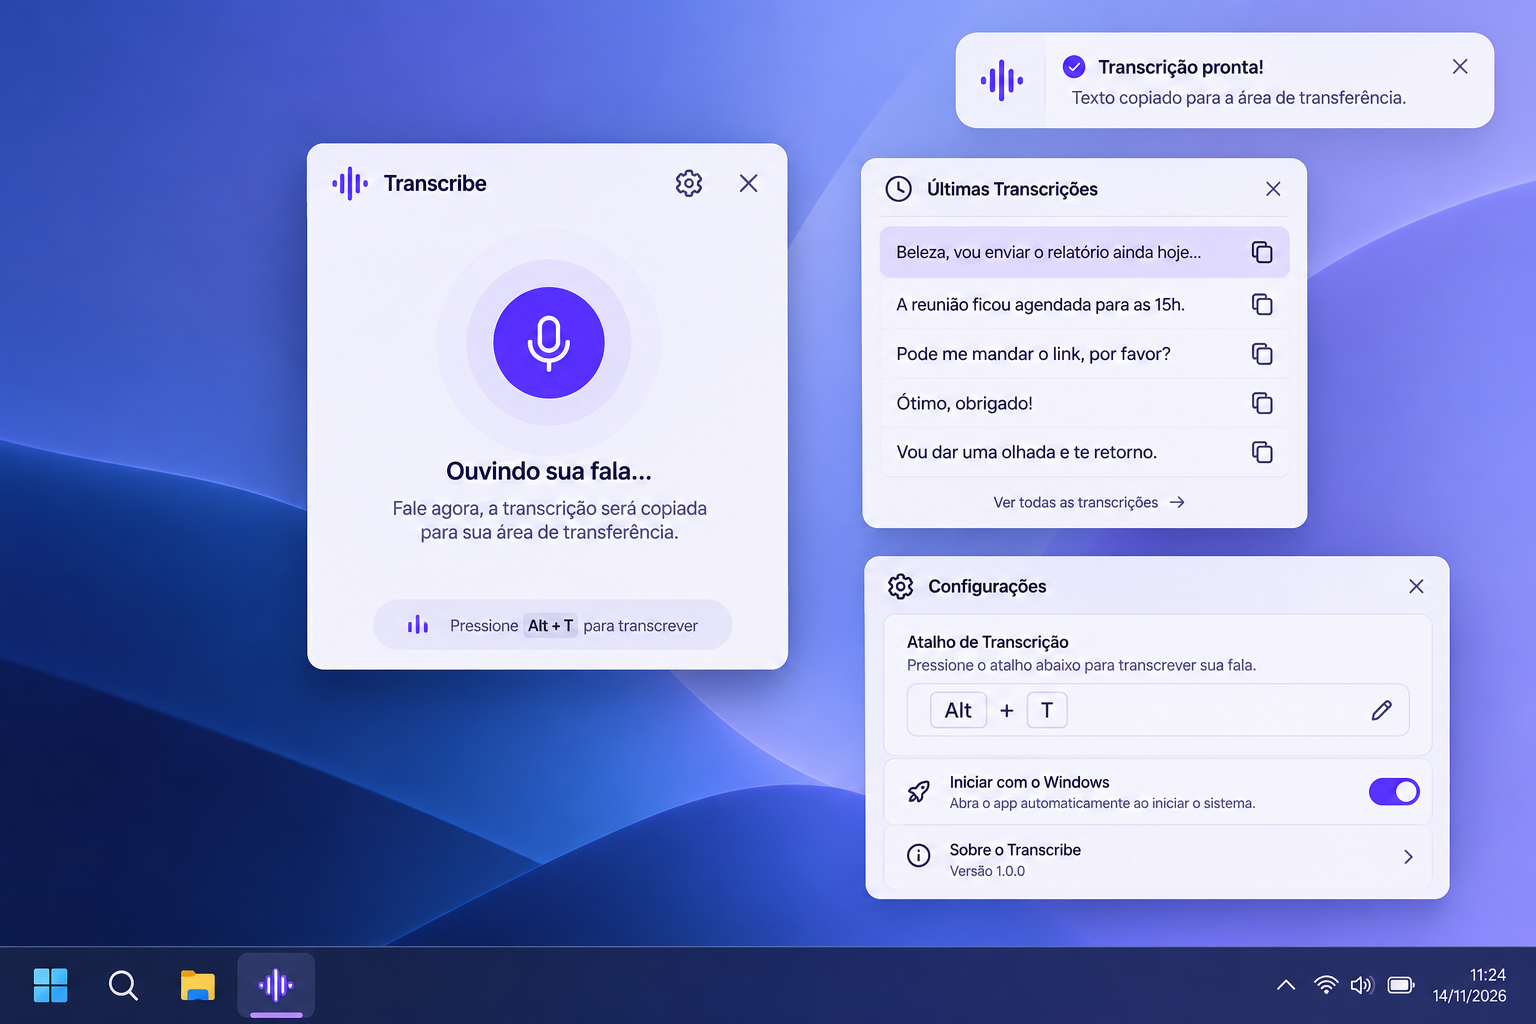 Transcrição pronta!
Texto copiado para a área de transferência.
Transcribe
Ouvindo sua fala...
Fale agora, a transcrição será copiada
para sua área de transferência.
Pressione Alt + T para transcrever
Últimas Transcrições
Beleza, vou enviar o relatório ainda hoje...
A reunião ficou agendada para as 15h.
Pode me mandar o link, por favor?
Ótimo, obrigado!
Vou dar uma olhada e te retorno.
Ver todas as transcrições
Configurações
Atalho de Transcrição
Pressione o atalho abaixo para transcrever sua fala.
Alt + T
Iniciar com o Windows
Abra o app automaticamente ao iniciar o sistema.
Sobre o Transcribe
Versão 1.0.0
11:24
14/11/2026